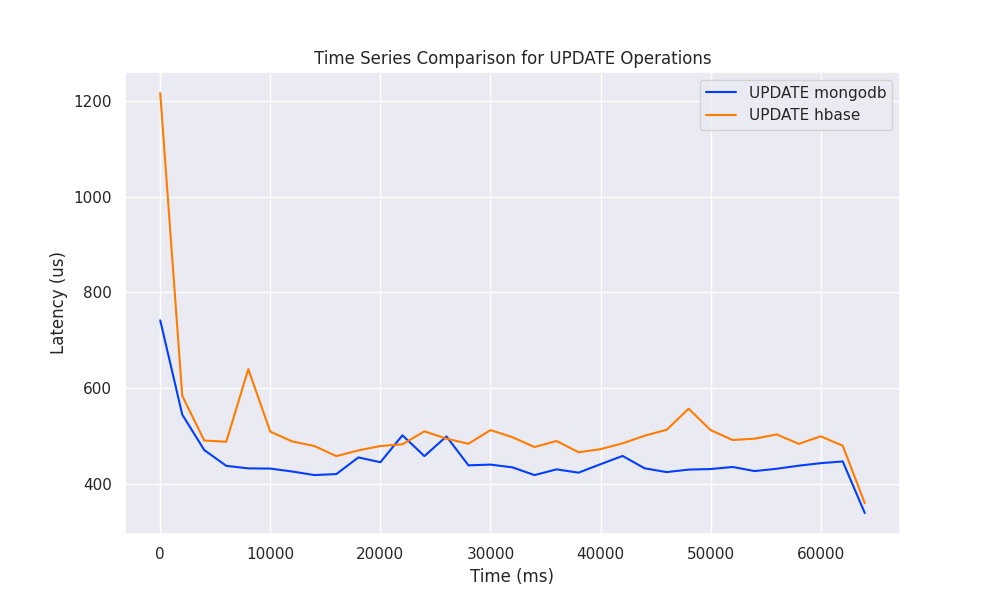 Time Series Comparison for UPDATE Operations
UPDATE mongodb
UPDATE hbase
Latency (us)
1200
1000
800
600
400
0
10000
20000
30000
40000
50000
60000
Time (ms)